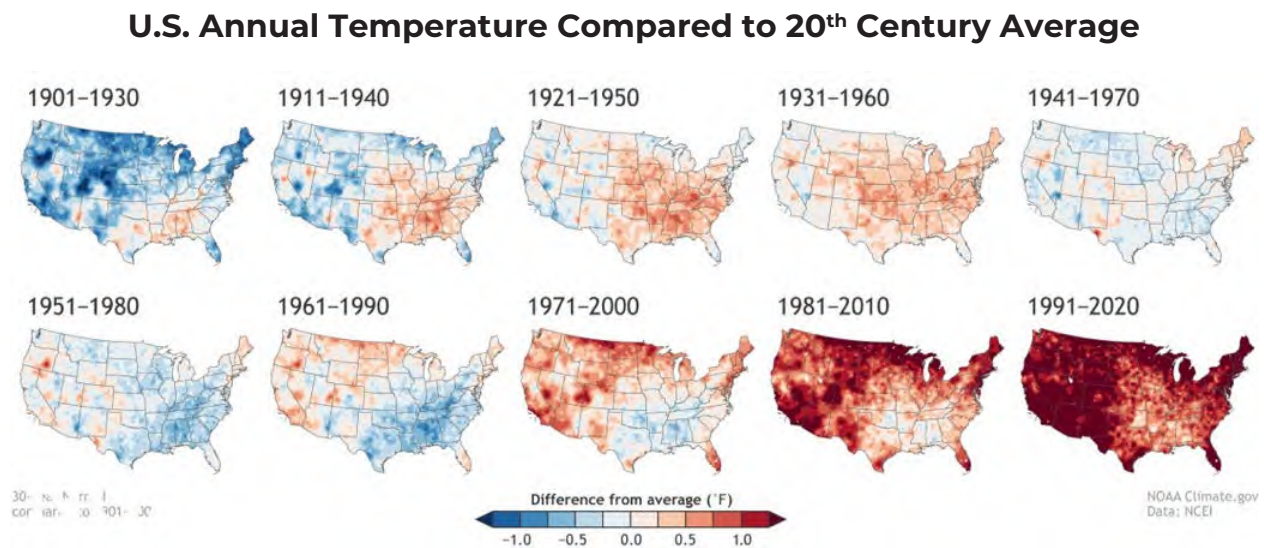 U.S. Annual Temperature Compared to 20th Century Average
1901–1930
1911–1940
1921–1950
1931–1960
1941–1970
1951–1980
1961–1990
1971–2000
1981–2010
1991–2020
30-
Difference from average (°F)
-1.0 -0.5 0.0 0.5 1.0
NOAA Climate.gov
Data: NCEI